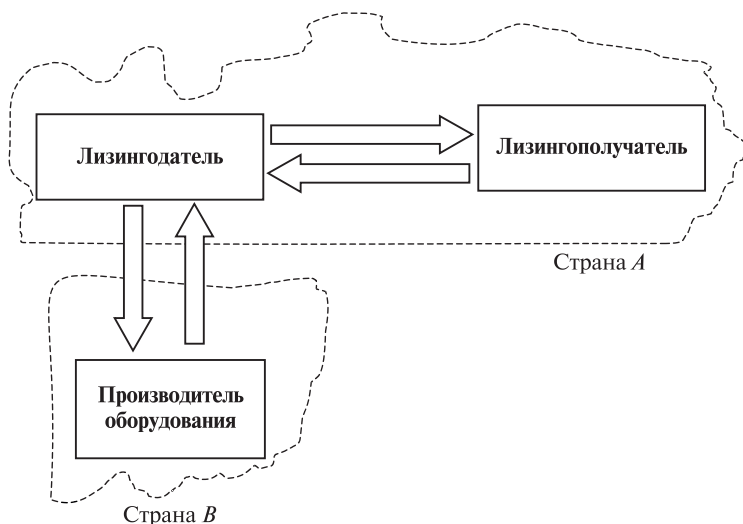 Лизингодатель
Лизингополучатель
Страна A
Производитель
оборудования
Страна B